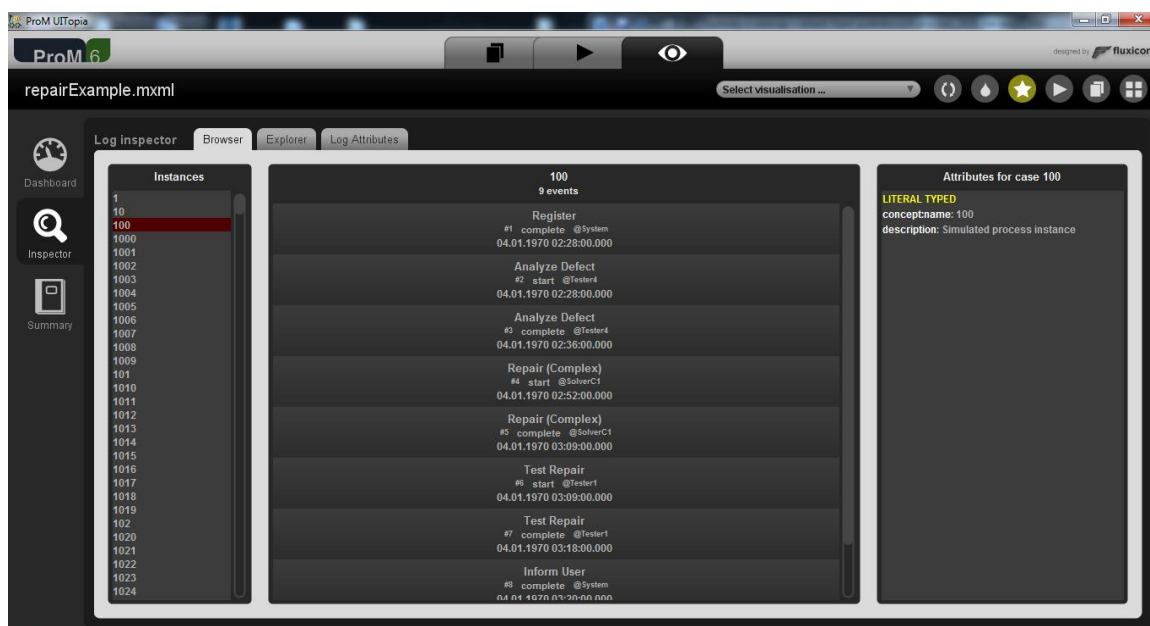 ProM UITopia
ProM 6
designed by fluxicon
repairExample.mxml
Select visualisation ...
Log inspector Browser Explorer Log Attributes
Dashboard
Inspector
Summary
Instances
1
10
100
1000
1001
1002
1003
1004
1005
1006
1007
1008
1009
101
1010
1011
1012
1013
1014
1015
1016
1017
1018
1019
102
1020
1021
1022
1023
1024
100
9 events
Register
#1 complete @System
04.01.1970 02:28:00.000
Analyze Defect
#2 start @Tester4
04.01.1970 02:28:00.000
Analyze Defect
#3 complete @Tester4
04.01.1970 02:36:00.000
Repair (Complex)
#4 start @SolverC1
04.01.1970 02:52:00.000
Repair (Complex)
#5 complete @SolverC1
04.01.1970 03:09:00.000
Test Repair
#6 start @Tester1
04.01.1970 03:09:00.000
Test Repair
#7 complete @Tester1
04.01.1970 03:18:00.000
Inform User
#8 complete @System
04.01.1970 03:20:00.000
Attributes for case 100
LITERAL TYPED
concept:name: 100
description: Simulated process instance